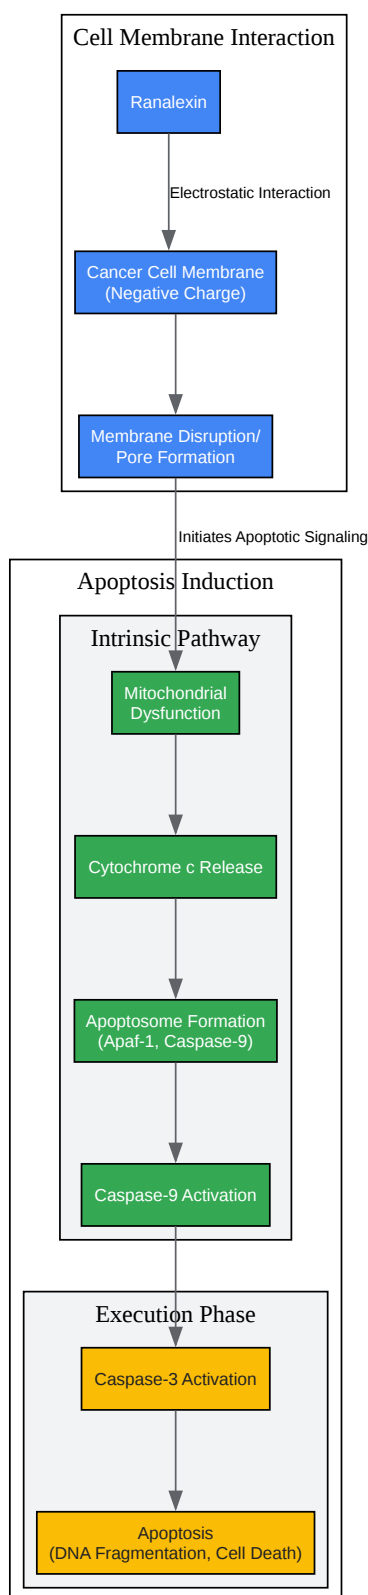 Cell Membrane Interaction
Ranalexin
Electrostatic Interaction
Cancer Cell Membrane
(Negative Charge)
Membrane Disruption/
Pore Formation
Initiates Apoptotic Signaling
Apoptosis Induction
Intrinsic Pathway
Mitochondrial
Dysfunction
Cytochrome c Release
Apoptosome Formation
(Apaf-1, Caspase-9)
Caspase-9 Activation
Execution Phase
Caspase-3 Activation
Apoptosis
(DNA Fragmentation, Cell Death)